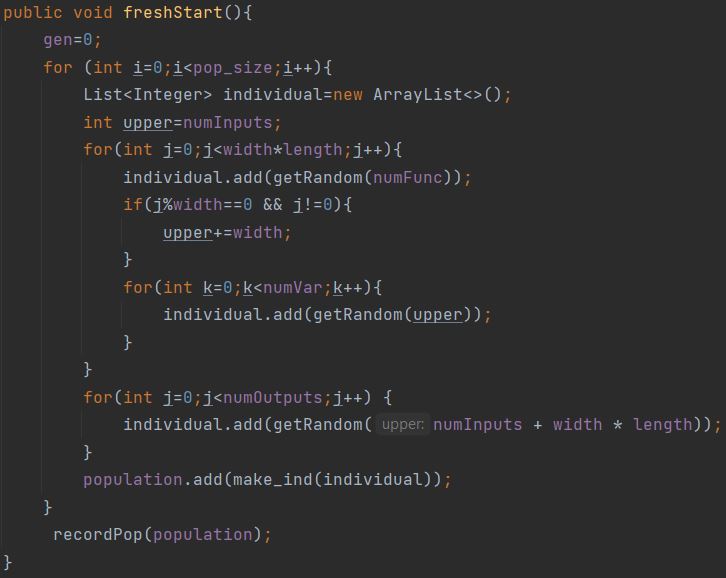 public void freshStart(){
    gen=0;
    for (int i=0;i<pop_size;i++){
        List<Integer> individual=new ArrayList<>();
        int upper=numInputs;
        for(int j=0;j<width*length;j++){
            individual.add(getRandom(numFunc));
            if(j%width==0 && j!=0){
                upper+=width;
            }
            for(int k=0;k<numVar;k++){
                individual.add(getRandom(upper));
            }
        }
        for(int j=0;j<numOutputs;j++) {
            individual.add(getRandom( upper: numInputs + width * length));
        }
        population.add(make_ind(individual));
    }
     recordPop(population);
}